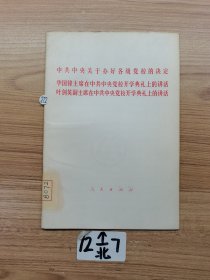 中共中央关于办好各级党校的决定
华国锋主席在中共中央党校开学典礼上的讲话
叶剑英副主席在中共中央党校开学典礼上的讲话
人民出版社